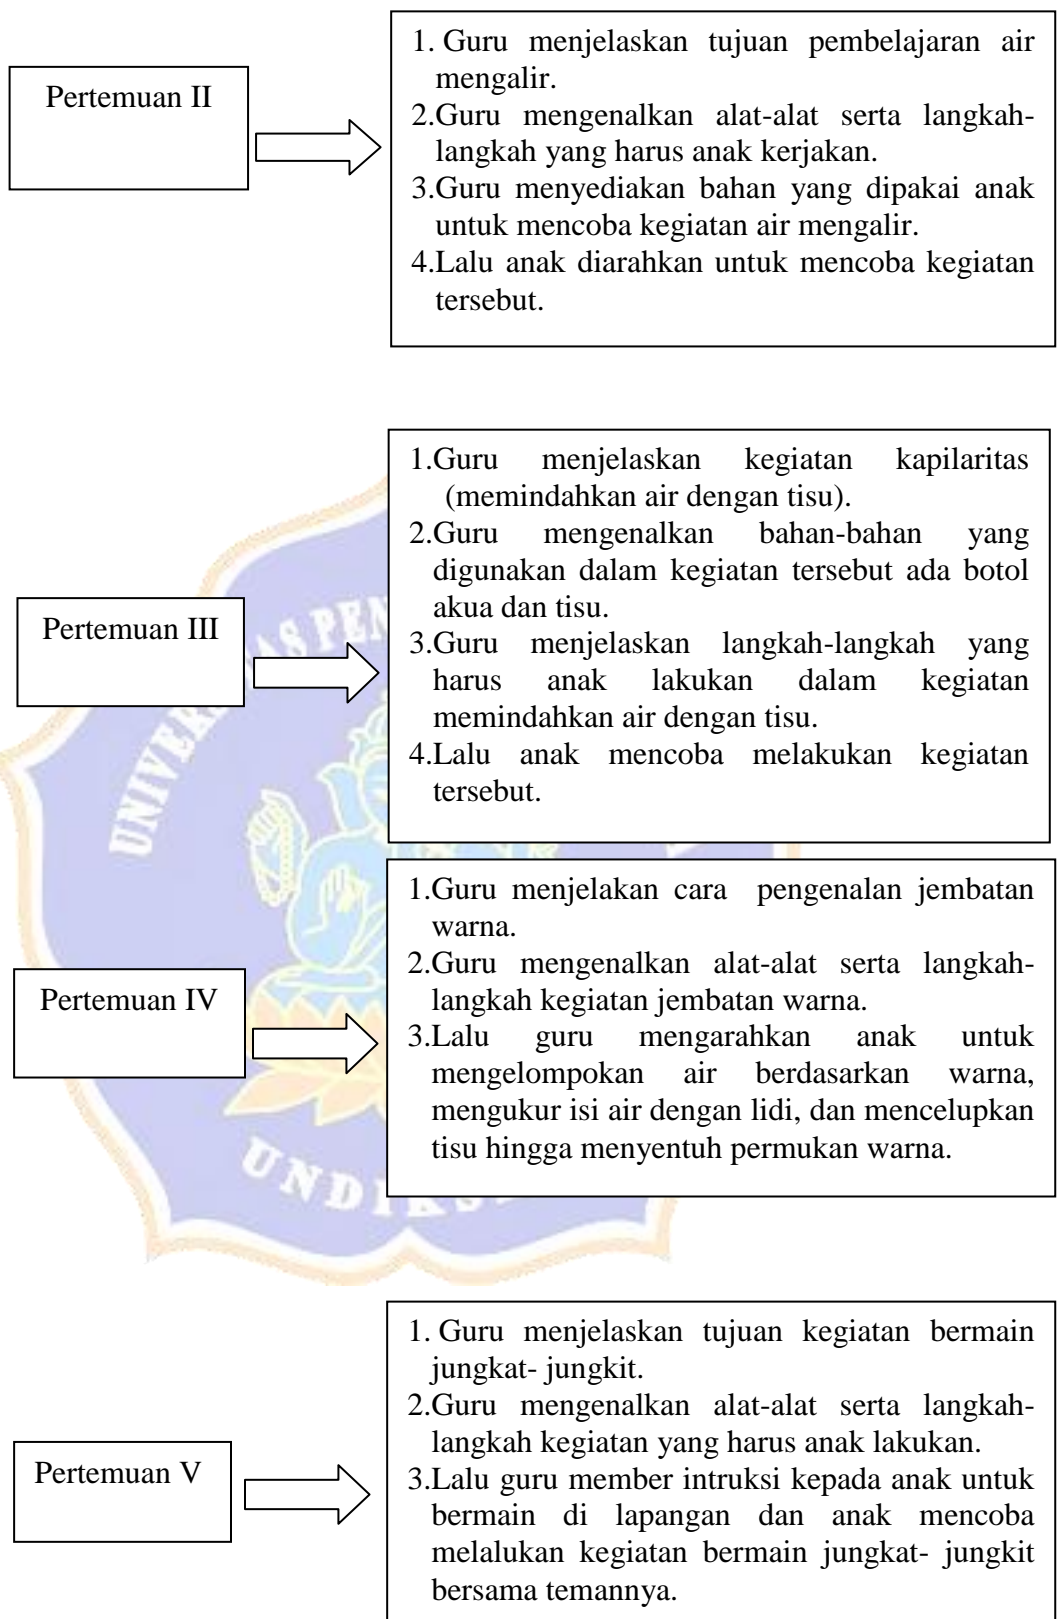 Pertemuan II
1. Guru menjelaskan tujuan pembelajaran air
mengalir.
2.Guru mengenalkan alat-alat serta langkah-
langkah yang harus anak kerjakan.
3.Guru menyediakan bahan yang dipakai anak
untuk mencoba kegiatan air mengalir.
4.Lalu anak diarahkan untuk mencoba kegiatan
tersebut.
Pertemuan III
1.Guru menjelaskan kegiatan kapilaritas
(memindahkan air dengan tisu).
2.Guru mengenalkan bahan-bahan yang
digunakan dalam kegiatan tersebut ada botol
akua dan tisu.
3.Guru menjelaskan langkah-langkah yang
harus anak lakukan dalam kegiatan
memindahkan air dengan tisu.
4.Lalu anak mencoba melakukan kegiatan
tersebut.
Pertemuan IV
1.Guru menjelakan cara pengenalan jembatan
warna.
2.Guru mengenalkan alat-alat serta langkah-
langkah kegiatan jembatan warna.
3.Lalu guru mengarahkan anak untuk
mengelompokan air berdasarkan warna,
mengukur isi air dengan lidi, dan mencelupkan
tisu hingga menyentuh permukan warna.
Pertemuan V
1. Guru menjelaskan tujuan kegiatan bermain
jungkat- jungkit.
2.Guru mengenalkan alat-alat serta langkah-
langkah kegiatan yang harus anak lakukan.
3.Lalu guru member intruksi kepada anak untuk
bermain di lapangan dan anak mencoba
melalukan kegiatan bermain jungkat- jungkit
bersama temannya.